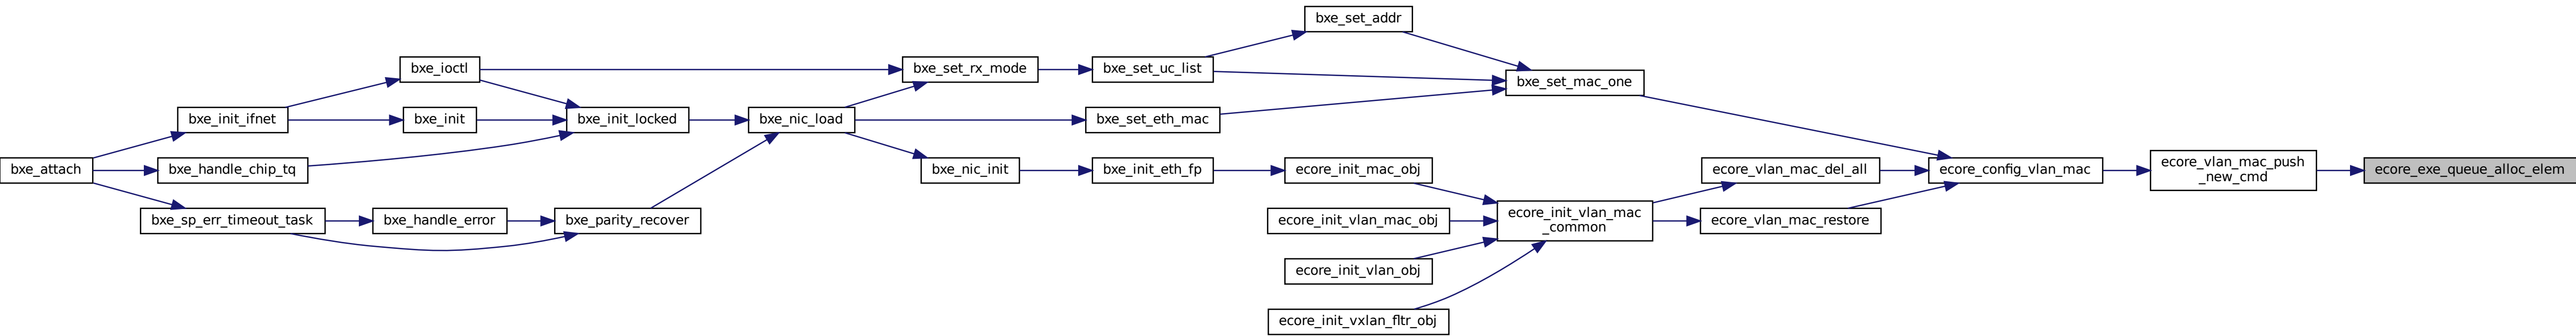 bxe_attach
bxe_init_ifnet
bxe_handle_chip_tq
bxe_sp_err_timeout_task
bxe_ioctl
bxe_init
bxe_handle_error
bxe_init_locked
bxe_parity_recover
bxe_nic_load
bxe_set_rx_mode
bxe_nic_init
bxe_set_uc_list
bxe_set_eth_mac
bxe_init_eth_fp
bxe_set_addr
ecore_init_mac_obj
ecore_init_vlan_mac_obj
ecore_init_vlan_obj
ecore_init_vxlan_fltr_obj
bxe_set_mac_one
ecore_init_vlan_mac
_common
ecore_vlan_mac_del_all
ecore_vlan_mac_restore
ecore_config_vlan_mac
ecore_vlan_mac_push
_new_cmd
ecore_exe_queue_alloc_elem